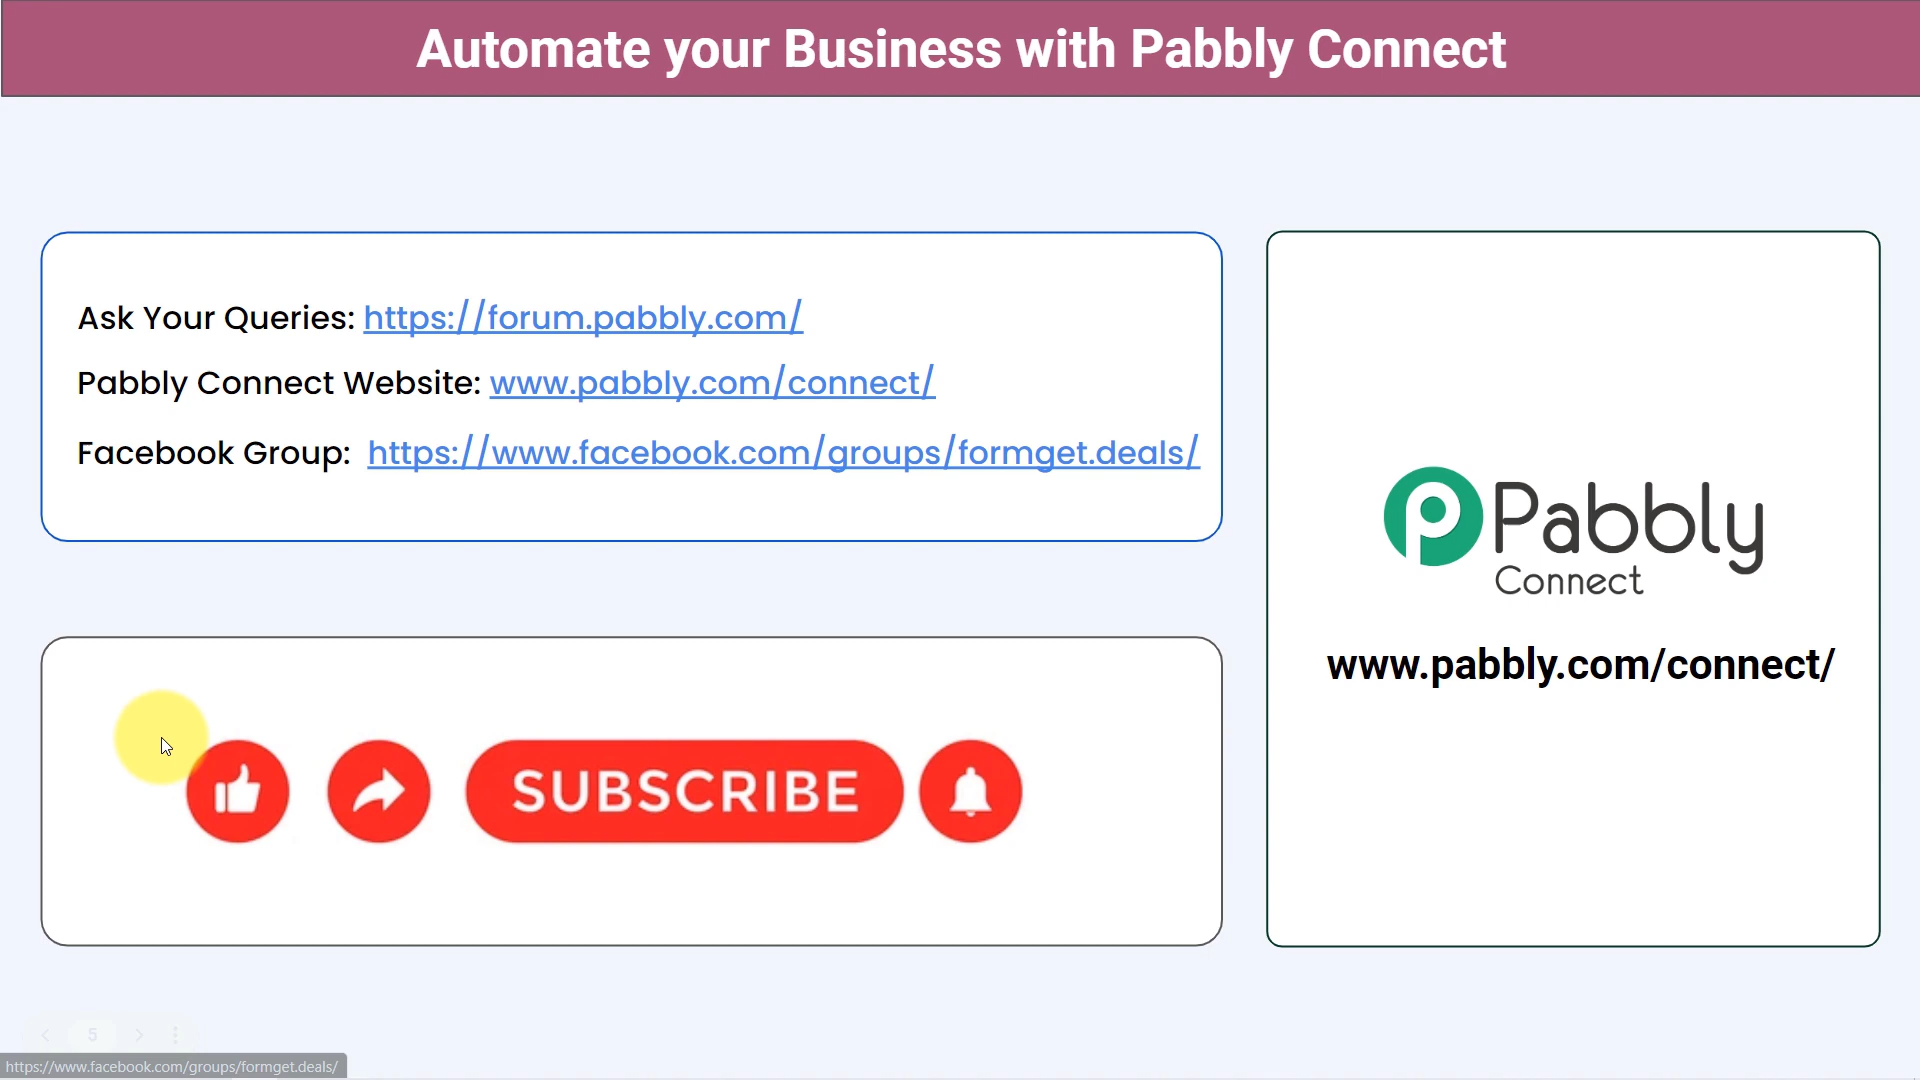 Automate your Business with Pabbly Connect
Ask Your Queries: https://forum.pabbly.com/
Pabbly Connect Website: www.pabbly.com/connect/
Facebook Group: https://www.facebook.com/groups/formget.deals/
Pabbly
Connect
www.pabbly.com/connect/
SUBSCRIBE
5
https://www.facebook.com/groups/formget.deals/